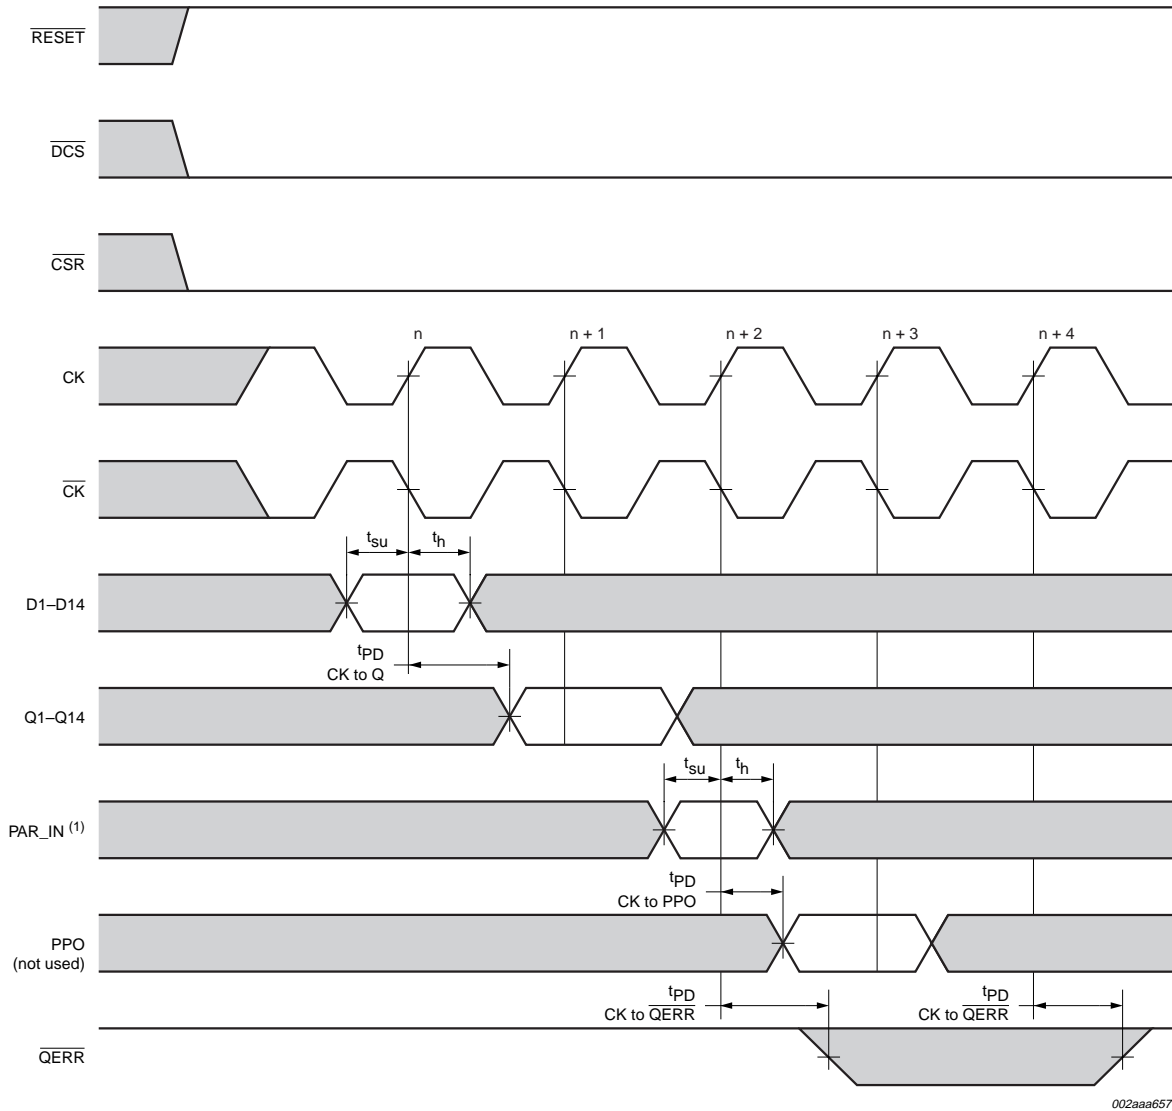 RESET
DCS
CSR
n n + 1 n + 2 n + 3 n + 4
CK
CK
tsu th
D1–D14
tPD
CK to Q
Q1–Q14
tsu th
PAR_IN (1)
tPD
CK to PPO
PPO
(not used)
tPD tPD
CK to QERR CK to QERR
QERR
002aaa657